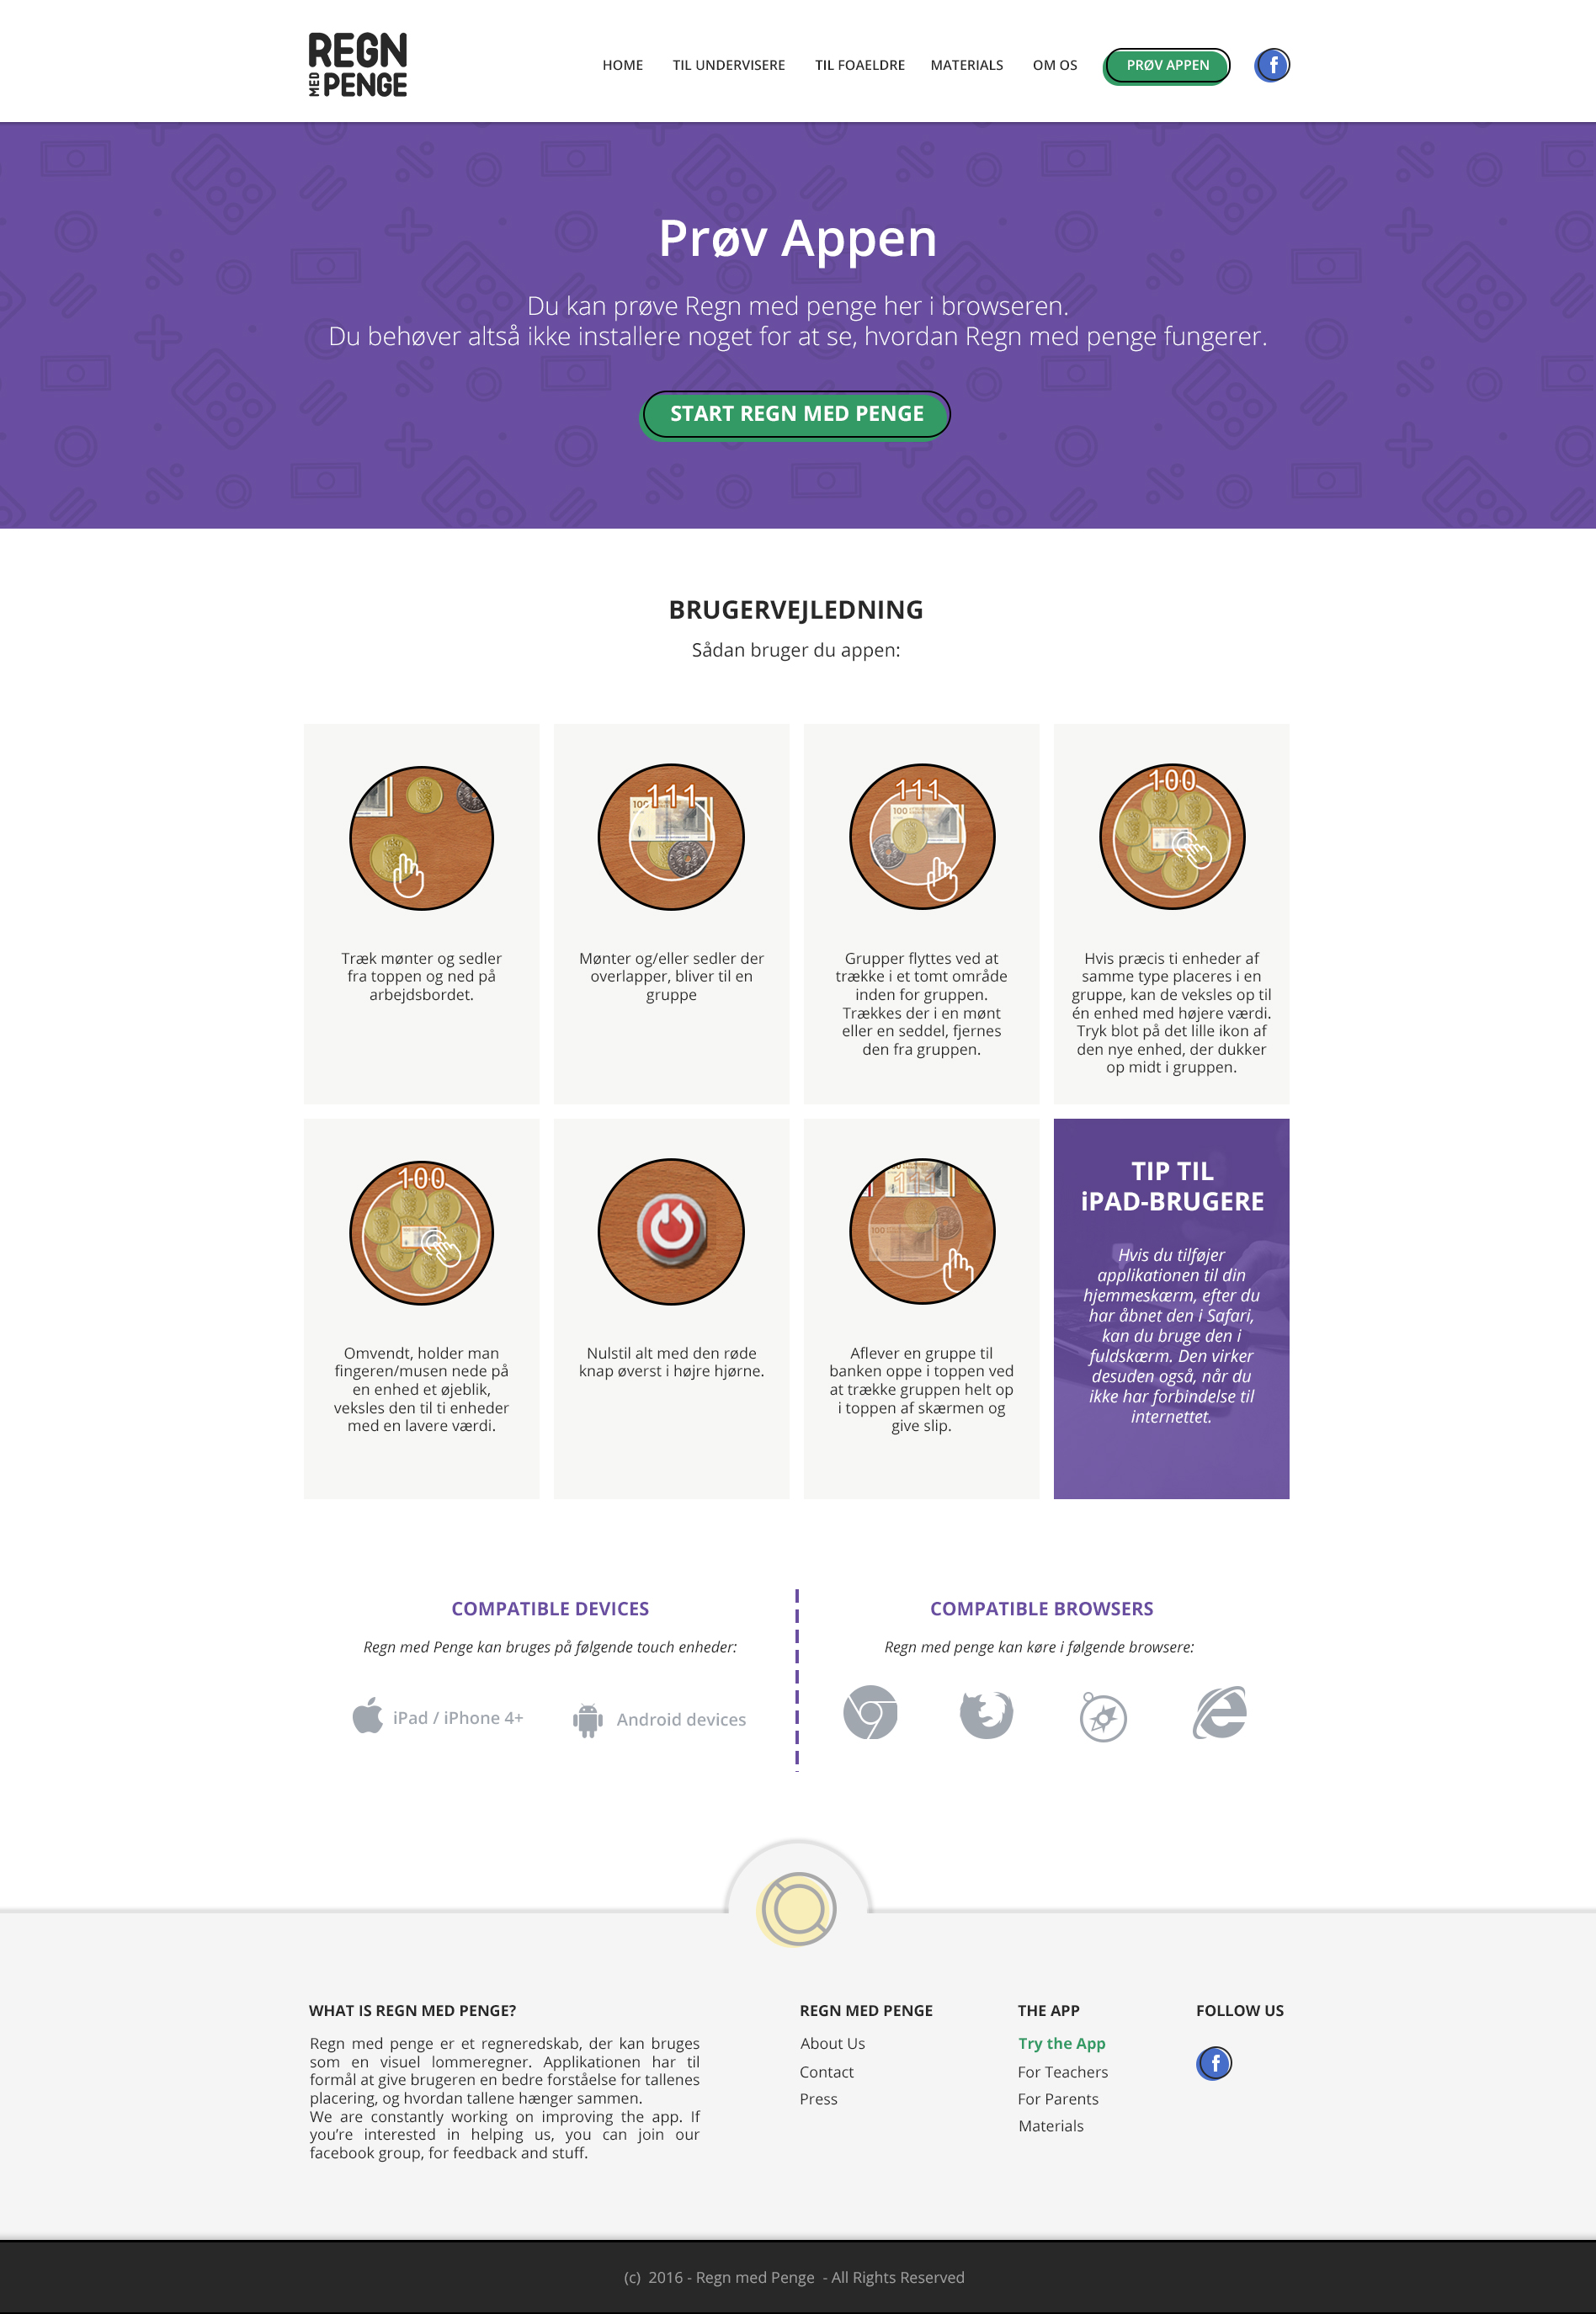 REGN
MED PENGE
HOME
TIL UNDERVISERE
TIL FOAELDRE
MATERIALS
OM OS
PRØV APPEN
Prøv Appen
Du kan prøve Regn med penge her i browseren.
Du behøver altså ikke installere noget for at se, hvordan Regn med penge fungerer.
START REGN MED PENGE
BRUGERVEJLEDNING
Sådan bruger du appen:
Træk mønter og sedler
fra toppen og ned på
arbejdsbordet.
111
100
Mønter og/eller sedler der
overlapper, bliver til en
gruppe
111
100
Grupper flyttes ved at
trække i et tomt område
inden for gruppen.
Trækkes der i en mønt
eller en seddel, fjernes
den fra gruppen.
100
Hvis præcis ti enheder af
samme type placeres i en
gruppe, kan de veksles op til
én enhed med højere værdi.
Tryk blot på det lille ikon af
den nye enhed, der dukker
op midt i gruppen.
100
Omvendt, holder man
fingeren/musen nede på
en enhed et øjeblik,
veksles den til ti enheder
med en lavere værdi.
Nulstil alt med den røde
knap øverst i højre hjørne.
111
100
Aflever en gruppe til
banken oppe i toppen ved
at trække gruppen helt op
i toppen af skærmen og
give slip.
TIP TIL
iPAD-BRUGERE
Hvis du tilføjer
applikationen til din
hjemmeskærm, efter du
har åbnet den i Safari,
kan du bruge den i
fuldskærm. Den virker
desuden også, når du
ikke har forbindelse til
internettet.
COMPATIBLE DEVICES
Regn med Penge kan bruges på følgende touch enheder:
iPad / iPhone 4+
Android devices
COMPATIBLE BROWSERS
Regn med penge kan køre i følgende browsere:
WHAT IS REGN MED PENGE?
Regn med penge er et regneredskab, der kan bruges
som en visuel lommeregner. Applikationen har til
formål at give brugeren en bedre forståelse for tallenes
placering, og hvordan tallene hænger sammen.
We are constantly working on improving the app. If
you're interested in helping us, you can join our
facebook group, for feedback and stuff.
REGN MED PENGE
About Us
Contact
Press
THE APP
Try the App
For Teachers
For Parents
Materials
FOLLOW US
(c) 2016 - Regn med Penge - All Rights Reserved